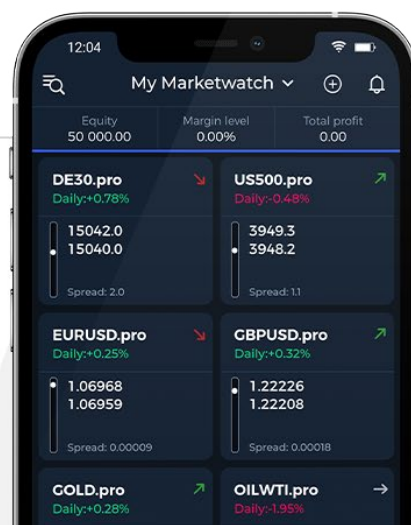 12:04
My Marketwatch
Equity Margin level Total profit
50 000.00 0.00% 0.00
DE30.pro US500.pro
Daily:+0.78% Daily:-0.48%
15042.0 3949.3
15040.0 3948.2
Spread: 2.0 Spread: 1.1
EURUSD.pro GBPUSD.pro
Daily:+0.25% Daily:+0.32%
1.06968 1.22226
1.06959 1.22208
Spread: 0.00009 Spread: 0.00018
GOLD.pro OILWTI.pro
Daily:+0.28% Daily:-1.95%